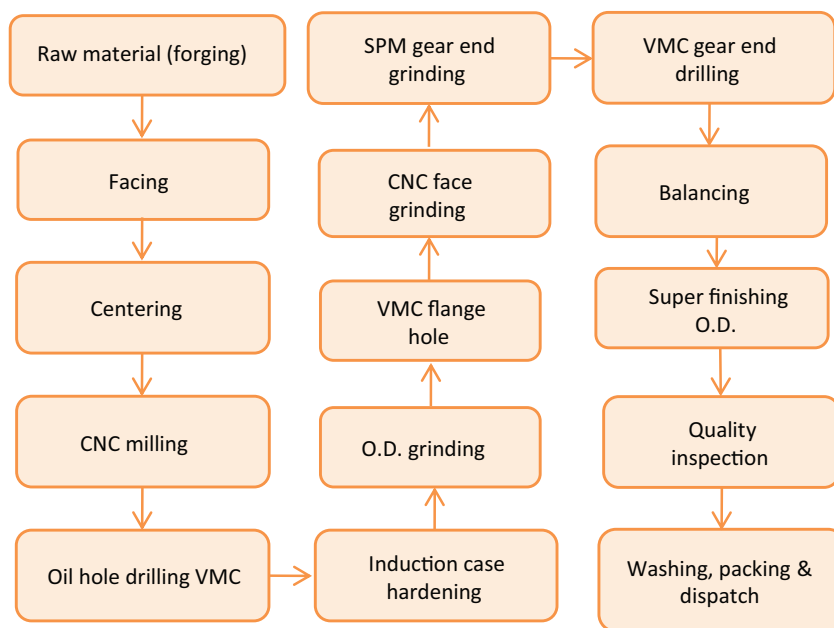 Raw material (forging)
Facing
Centering
CNC milling
Oil hole drilling VMC
Induction case
hardening
O.D. grinding
VMC flange
hole
CNC face
grinding
SPM gear end
grinding
VMC gear end
drilling
Balancing
Super finishing
O.D.
Quality
inspection
Washing, packing &
dispatch